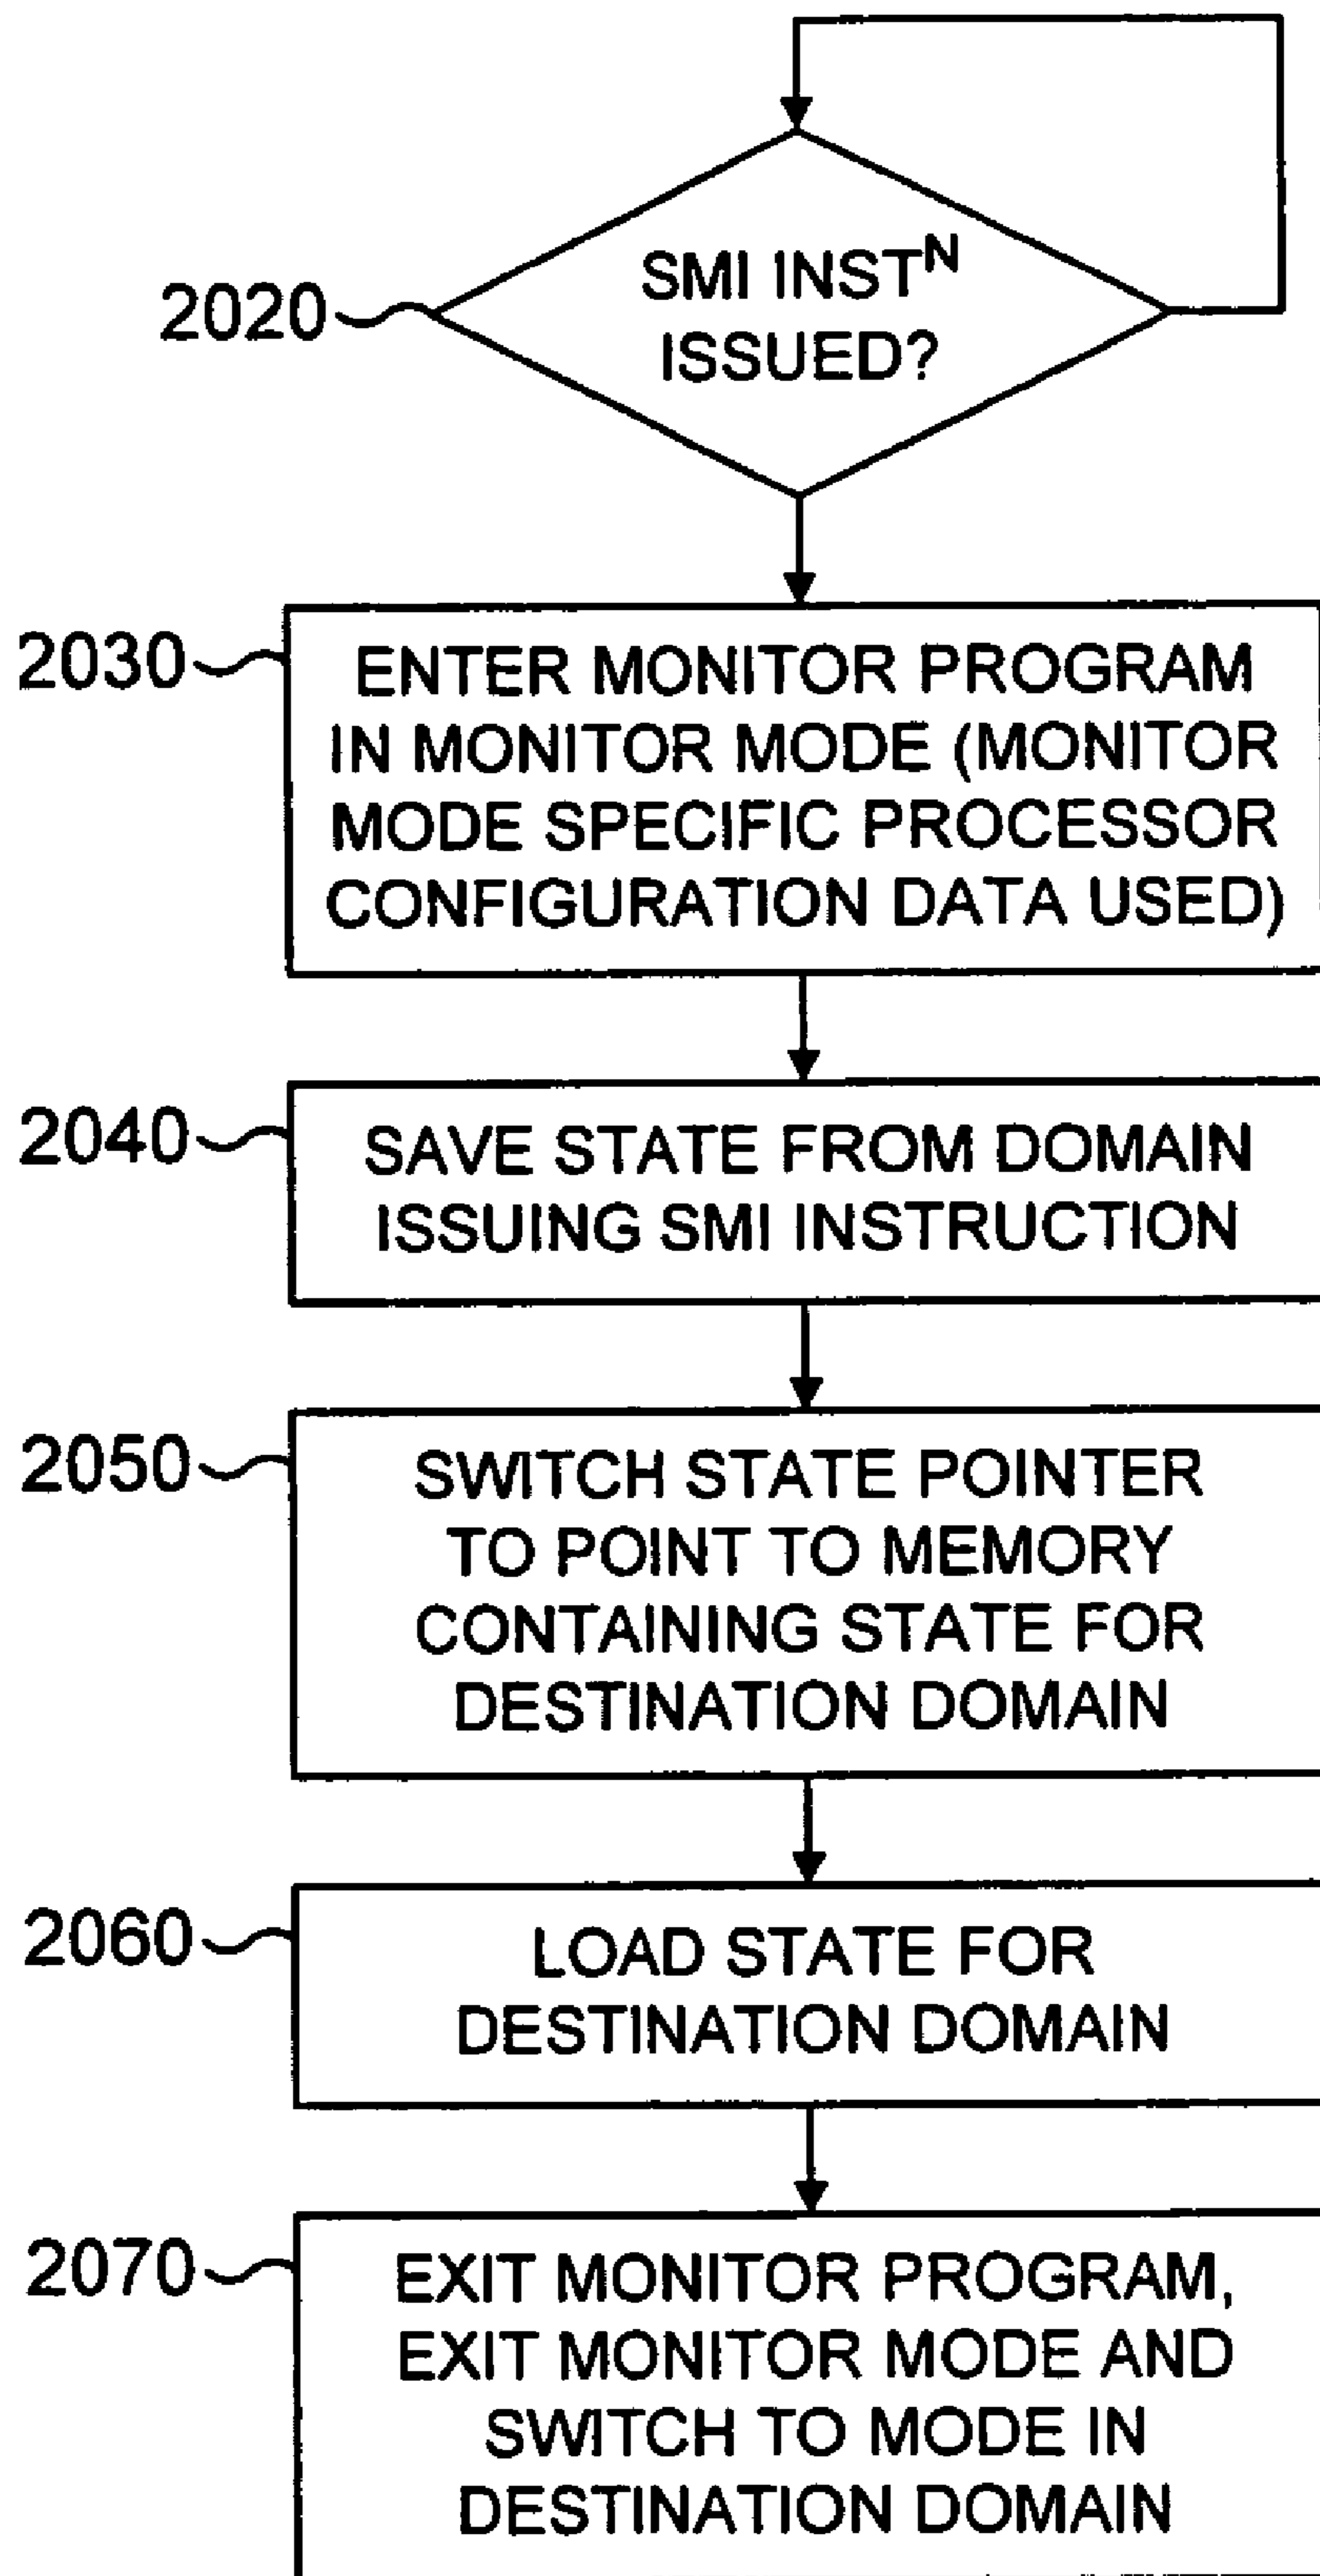 SMI INSTᴺ
ISSUED?
2020
2030
ENTER MONITOR PROGRAM
IN MONITOR MODE (MONITOR
MODE SPECIFIC PROCESSOR
CONFIGURATION DATA USED)
2040
SAVE STATE FROM DOMAIN
ISSUING SMI INSTRUCTION
2050
SWITCH STATE POINTER
TO POINT TO MEMORY
CONTAINING STATE FOR
DESTINATION DOMAIN
2060
LOAD STATE FOR
DESTINATION DOMAIN
2070
EXIT MONITOR PROGRAM,
EXIT MONITOR MODE AND
SWITCH TO MODE IN
DESTINATION DOMAIN